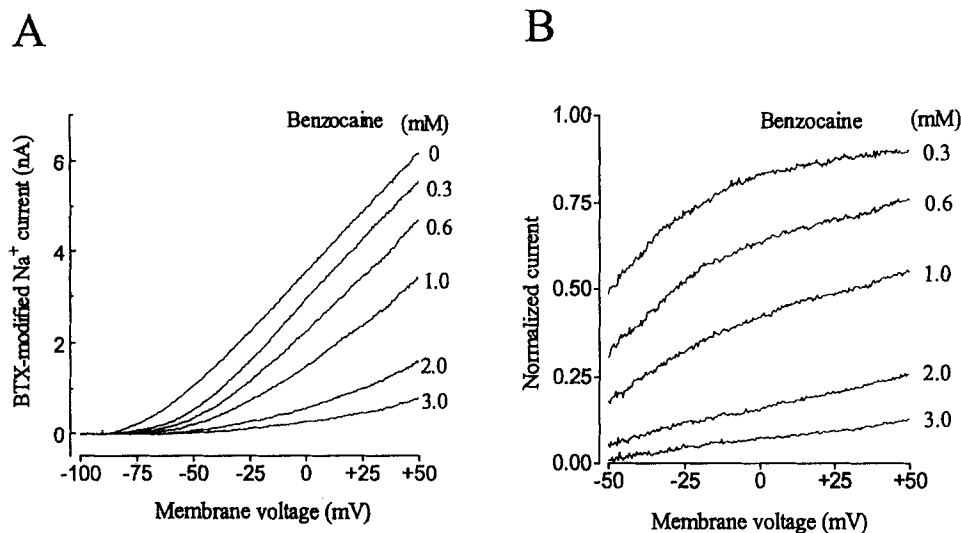 A
BTX-modified Na⁺ current (nA)
Benzocaine (mM)
6
4
2
0
0
0.3
0.6
1.0
2.0
3.0
-100 -75 -50 -25 0 +25 +50
Membrane voltage (mV)
B
Normalized current
Benzocaine (mM)
1.00
0.75
0.50
0.25
0.00
0.3
0.6
1.0
2.0
3.0
-50 -25 0 +25 +50
Membrane voltage (mV)